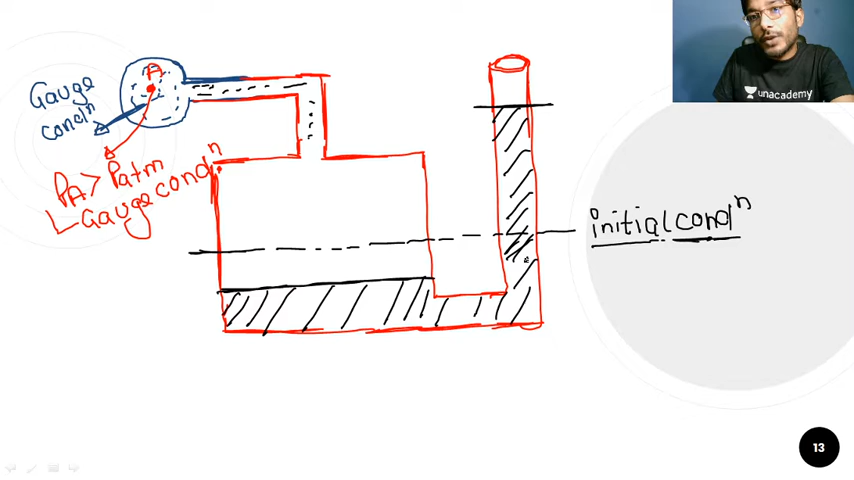 unacademy
A
Gauge
condⁿ
PA > Patm
Gauge condⁿ
initial condⁿ
13